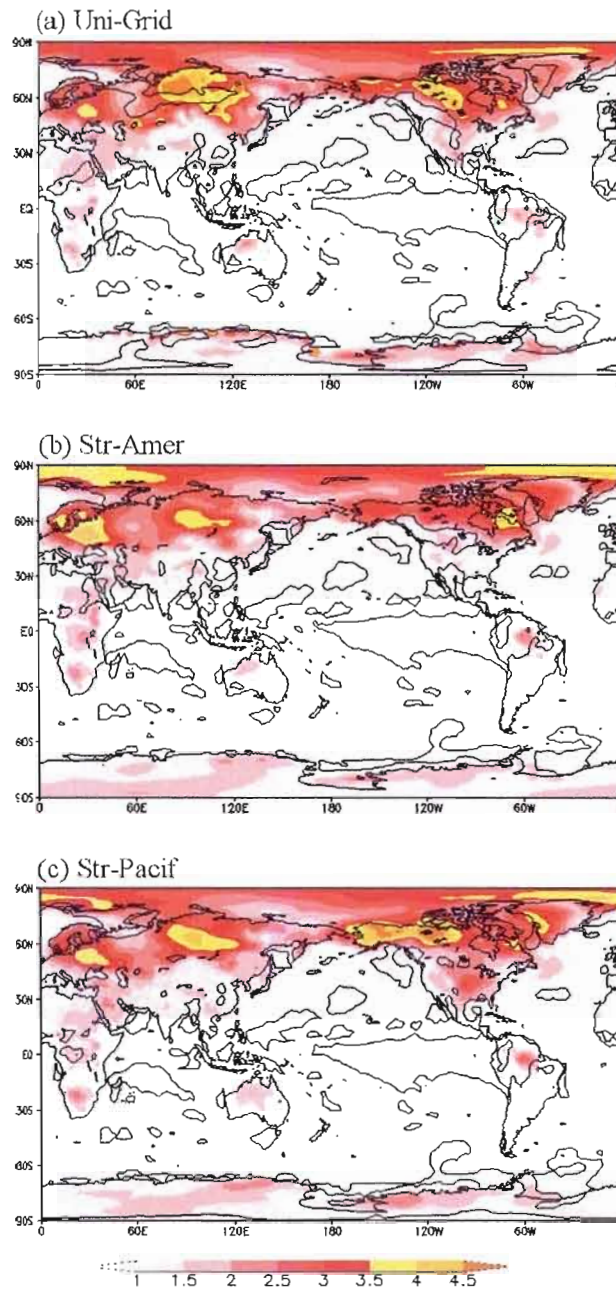 (a) Uni-Grid
90N
60N
30N
EQ
30S
60S
90S
0 60E 120E 180 120W 60W
(b) Str-Amer
90N
60N
30N
EQ
30S
60S
90S
0 60E 120E 180 120W 60W
(c) Str-Pacif
90N
60N
30N
EQ
30S
60S
90S
0 60E 120E 180 120W 60W
1 1.5 2 2.5 3 3.5 4 4.5